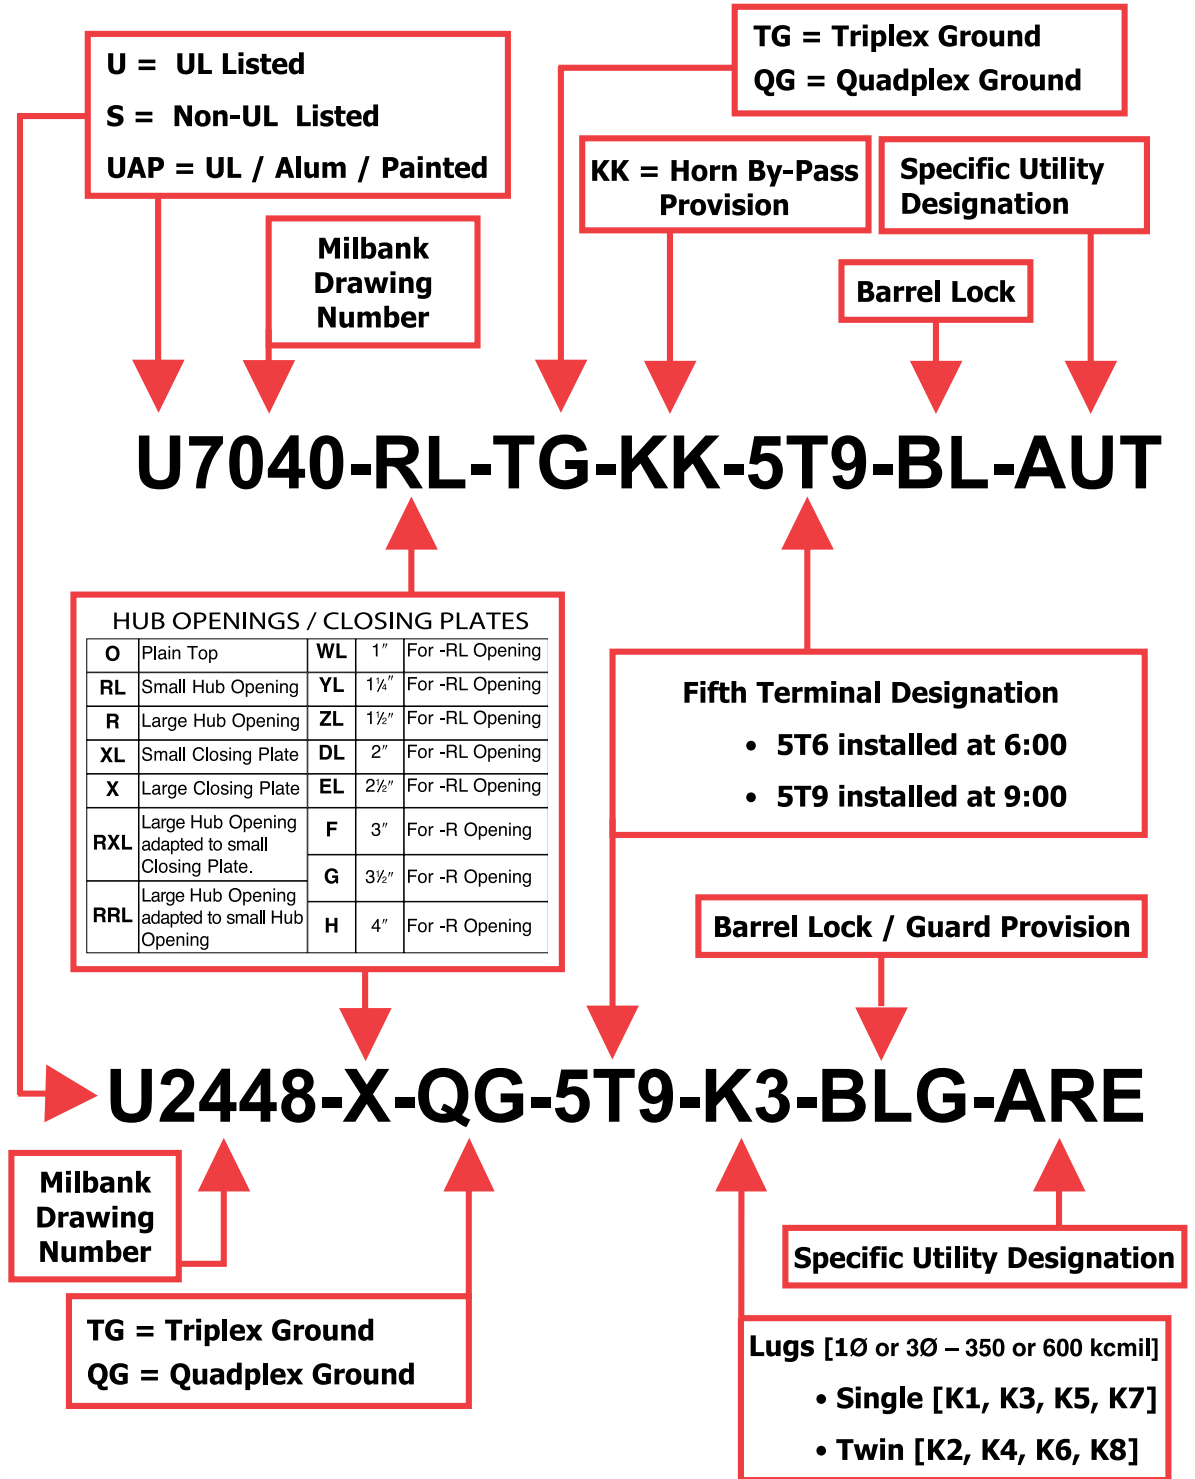 U = UL Listed
S = Non-UL Listed
UAP = UL / Alum / Painted
TG = Triplex Ground
QG = Quadplex Ground
KK = Horn By-Pass
Provision
Specific Utility
Designation
Milbank
Drawing
Number
Barrel Lock
U7040-RL-TG-KK-5T9-BL-AUT
HUB OPENINGS / CLOSING PLATES
O Plain Top WL 1″ For -RL Opening
RL Small Hub Opening YL 1¼″ For -RL Opening
R Large Hub Opening ZL 1½″ For -RL Opening
XL Small Closing Plate DL 2″ For -RL Opening
X Large Closing Plate EL 2½″ For -RL Opening
RXL Large Hub Opening
adapted to small
Closing Plate.
F 3″ For -R Opening
G 3½″ For -R Opening
RRL Large Hub Opening
adapted to small Hub
Opening
H 4″ For -R Opening
Fifth Terminal Designation
• 5T6 installed at 6:00
• 5T9 installed at 9:00
Barrel Lock / Guard Provision
U2448-X-QG-5T9-K3-BLG-ARE
Milbank
Drawing
Number
Specific Utility Designation
TG = Triplex Ground
QG = Quadplex Ground
Lugs [1Ø or 3Ø – 350 or 600 kcmil]
• Single [K1, K3, K5, K7]
• Twin [K2, K4, K6, K8]